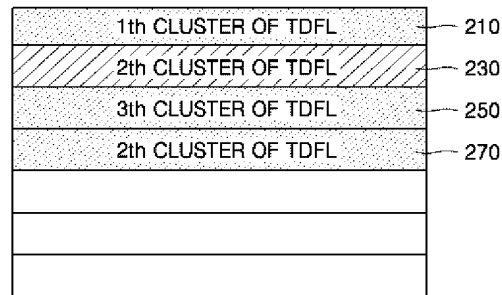 1th CLUSTER OF TDFL 210
2th CLUSTER OF TDFL 230
3th CLUSTER OF TDFL 250
2th CLUSTER OF TDFL 270